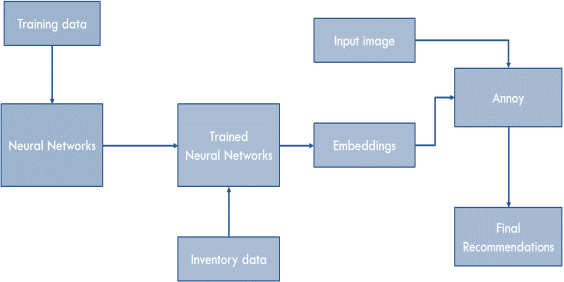 Training data
Input image
Neural Networks
Trained
Neural Networks
Embeddings
Annoy
Inventory data
Final
Recommendations